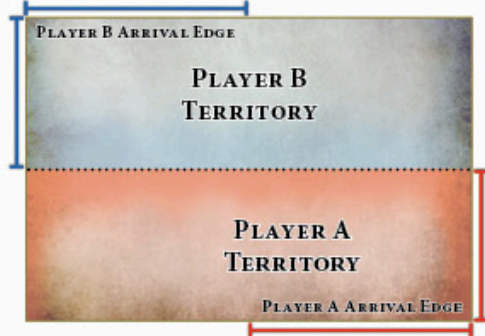 Player B Arrival Edge
Player B
Territory
Player A
Territory
Player A Arrival Edge